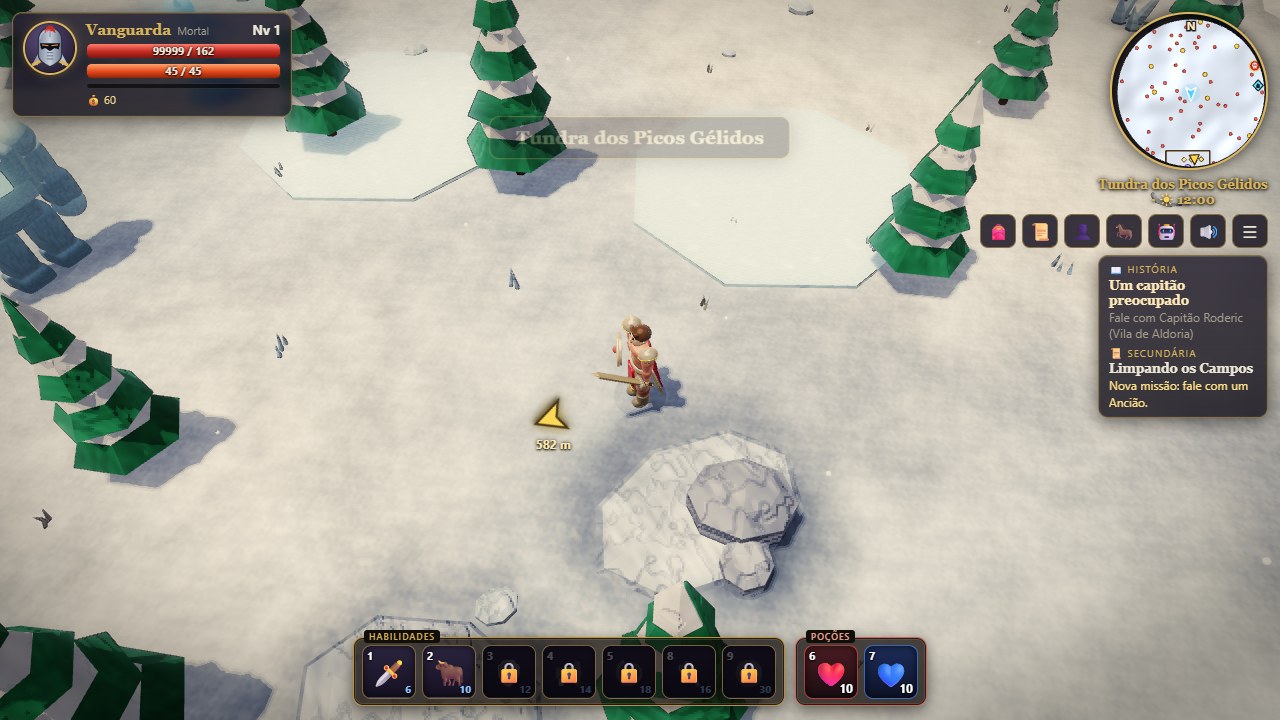 Vanguarda Mortal Nv 1
99999 / 162
45 / 45
60
Tundra dos Picos Gélidos
N
Tundra dos Picos Gélidos
12:00
HISTÓRIA
Um capitão
preocupado
Fale com Capitão Roderic
(Vila de Aldoria)
SECUNDÁRIA
Limpando os Campos
Nova missão: fale com um
Ancião.
582 m
HABILIDADES
1 6
2 10
3 12
4 14
5 18
8 16
9 30
POÇÕES
6 10
7 10